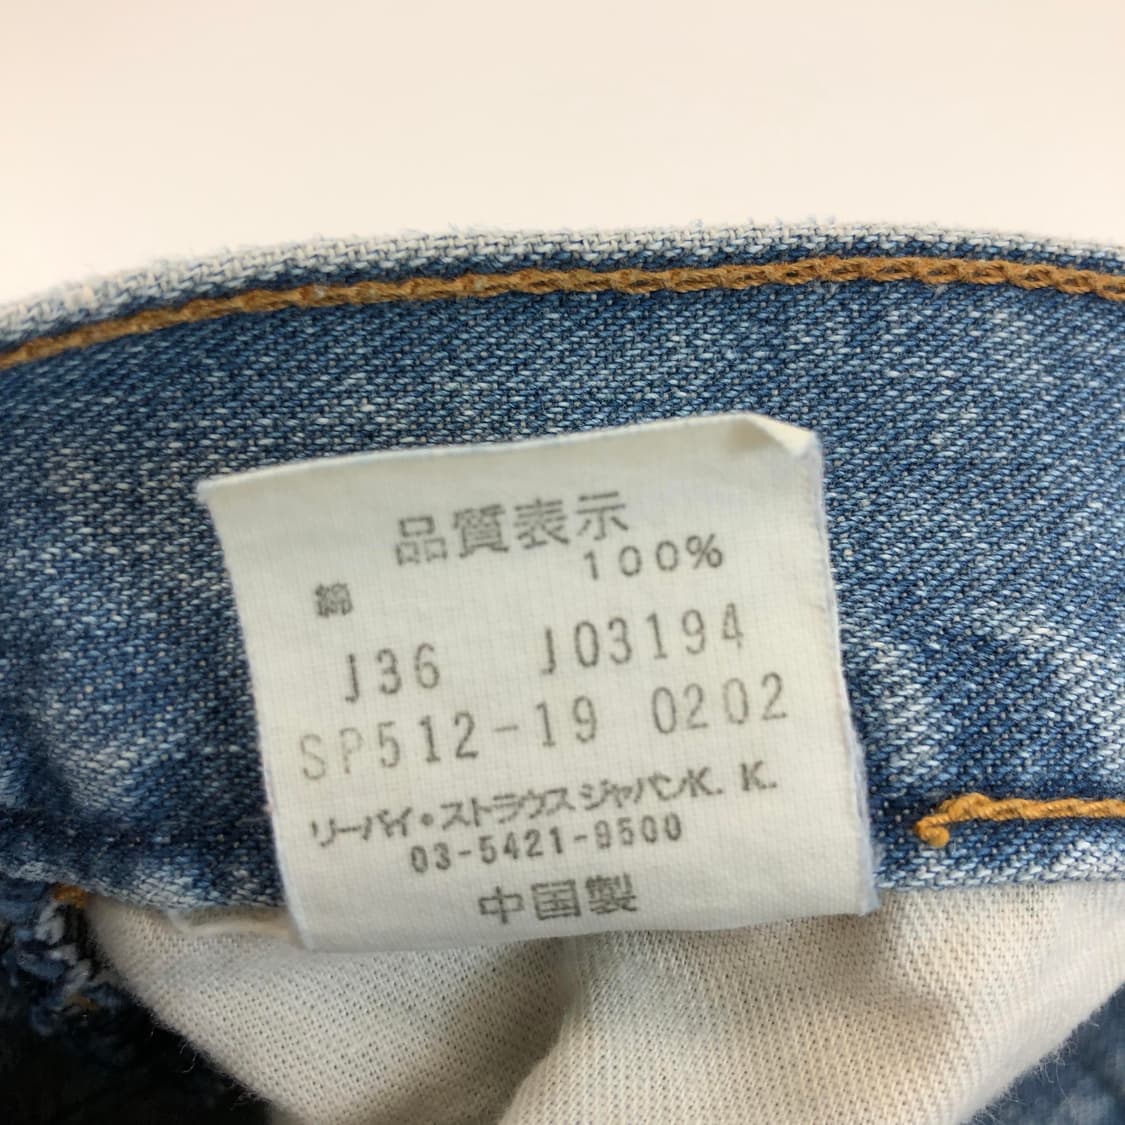 品質表示
綿 100%
J36 J03194
SP512-19 0202
リーバイ・ストラウスジャパンK. K.
03-5421-9500
中国製